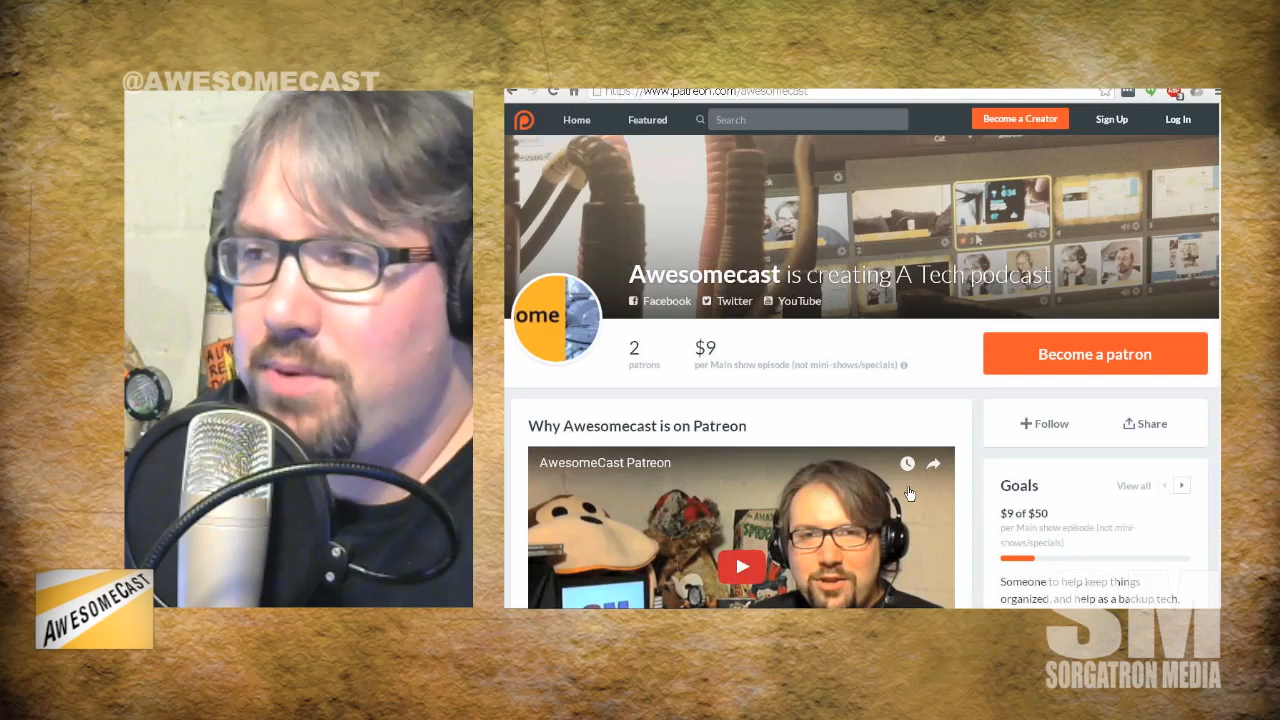 @AWESOMECAST
https://www.patreon.com/awesomecast
Home
Featured
Search
Become a Creator
Sign Up
Log In
Cut
Awesomecast is creating A Tech podcast
Facebook
Twitter
YouTube
ome
2
patrons
$9
per Main show episode (not mini-shows/specials)
Become a patron
Why Awesomecast is on Patreon
Follow
Share
AwesomeCast Patreon
Goals
View all
$9 of $50
per Main show episode (not mini-
shows/specials)
Someone to help keep things
organized, and help as a backup tech,
AWESOMECAST
SM
SORGATRON MEDIA